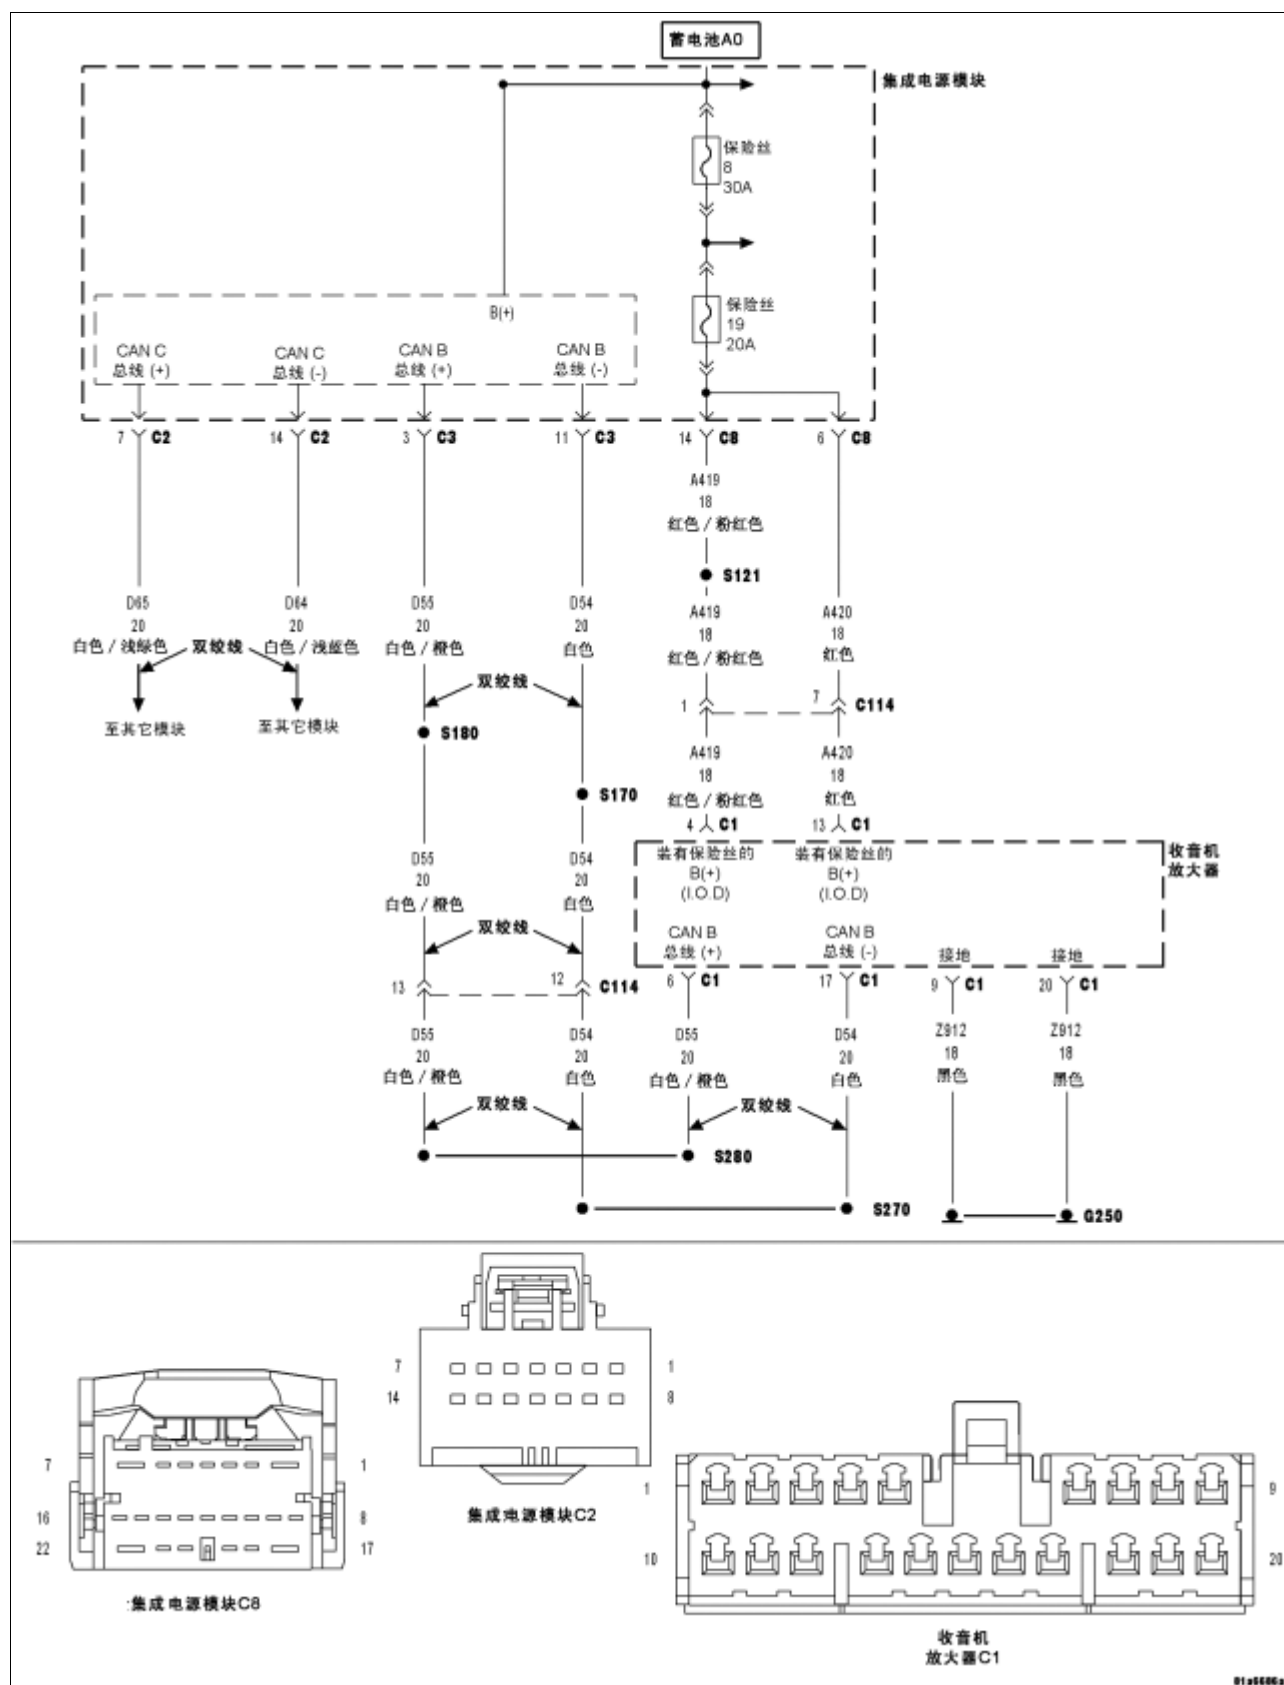 蓄电池A0
集成电源模块
保险丝
8
30A
保险丝
19
20A
B(+)
CAN C
总线 (+)
CAN C
总线 (-)
CAN B
总线 (+)
CAN B
总线 (-)
7 C2
14 C2
3 C3
11 C3
14 C8
6 C8
A419
18
红色 / 粉红色
S121
D65
20
白色 / 浅绿色
双绞线
D64
20
白色 / 浅蓝色
D55
20
白色 / 橙色
D54
20
白色
A419
18
红色 / 粉红色
A420
18
红色
双绞线
至其它模块
至其它模块
1
7 C114
S180
S170
A419
18
红色 / 粉红色
A420
18
红色
4 C1
13 C1
装有保险丝的
B(+)
(I.O.D)
装有保险丝的
B(+)
(I.O.D)
收音机
放大器
D55
20
白色 / 橙色
D54
20
白色
双绞线
CAN B
总线 (+)
CAN B
总线 (-)
接地
接地
13
12 C114
6 C1
17 C1
9 C1
20 C1
D55
20
白色 / 橙色
D54
20
白色
D55
20
白色 / 橙色
D54
20
白色
Z912
18
黑色
Z912
18
黑色
双绞线
双绞线
S280
S270
G250
7
1
14
8
集成电源模块C2
7
1
16
8
22
17
:集成电源模块C8
1
9
10
20
收音机
放大器C1